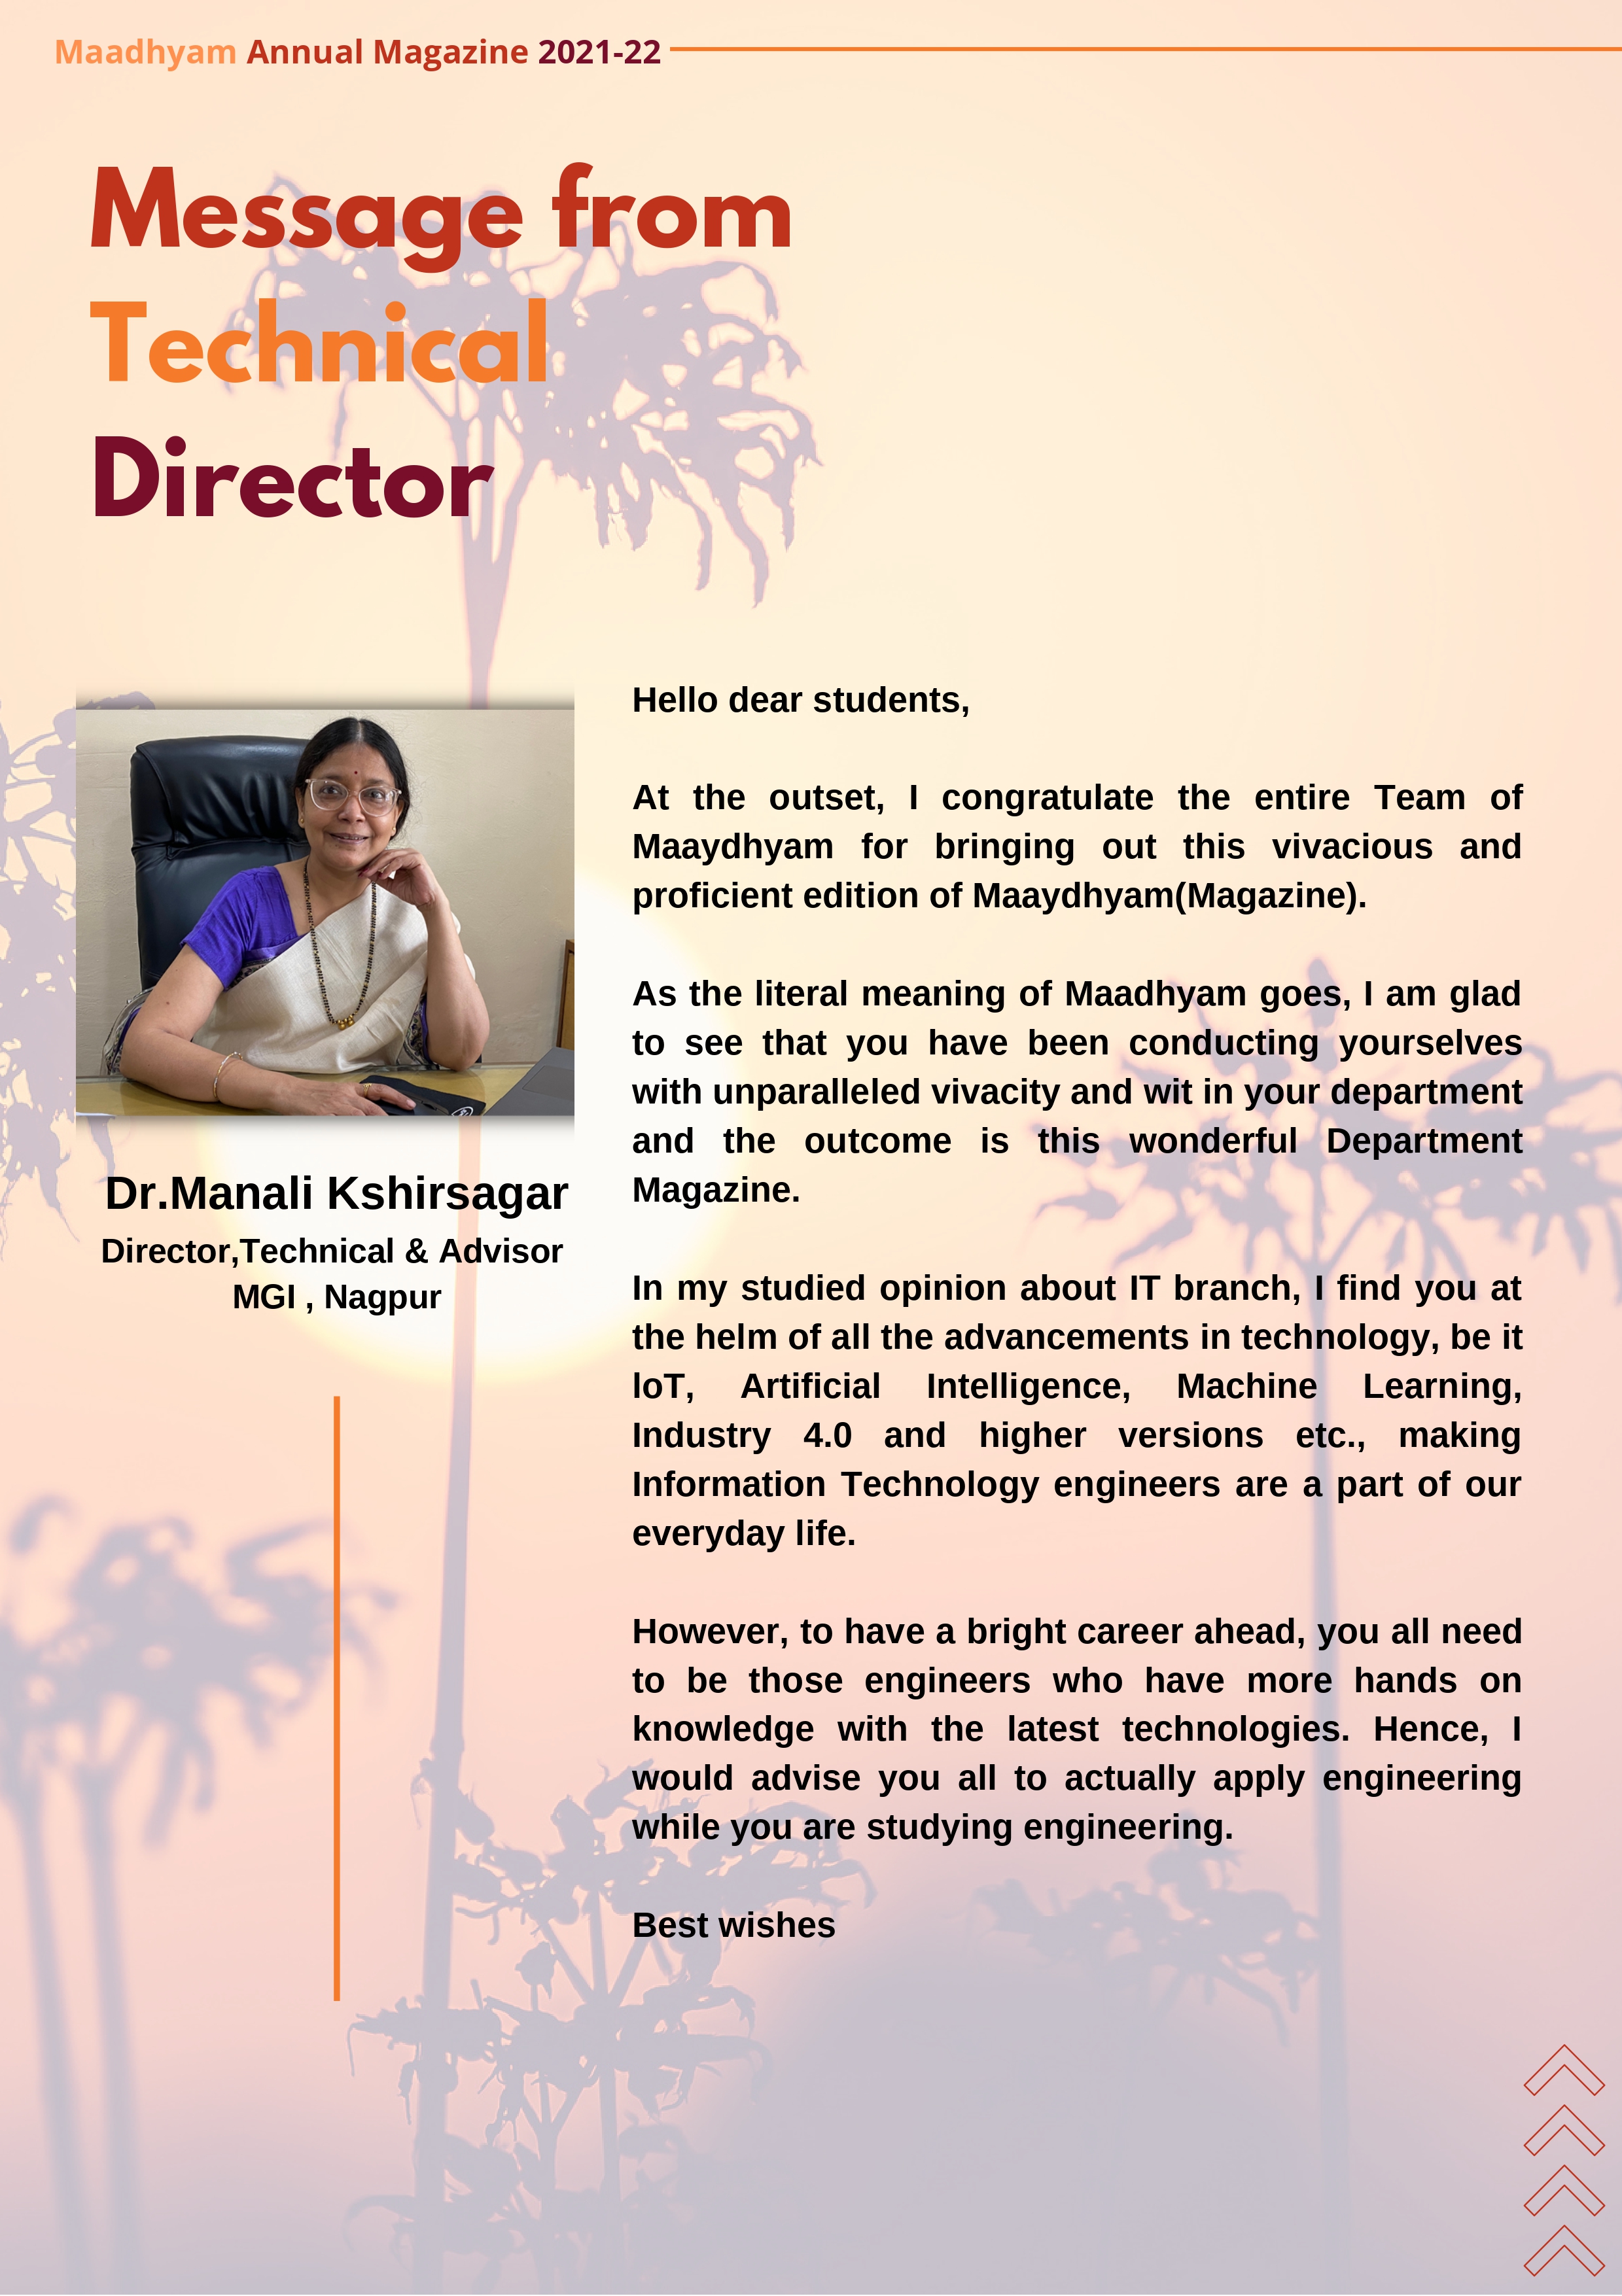 Maadhyam Annual Magazine 2021-22
Message from
Technical
Director
Dr.Manali Kshirsagar
Director,Technical & Advisor
MGI , Nagpur
Hello dear students,
At the outset, I congratulate the entire Team of
Maaydhyam for bringing out this vivacious and
proficient edition of Maaydhyam(Magazine).
As the literal meaning of Maadhyam goes, I am glad
to see that you have been conducting yourselves
with unparalleled vivacity and wit in your department
and the outcome is this wonderful Department
Magazine.
In my studied opinion about IT branch, I find you at
the helm of all the advancements in technology, be it
loT, Artificial Intelligence, Machine Learning,
Industry 4.0 and higher versions etc., making
Information Technology engineers are a part of our
everyday life.
However, to have a bright career ahead, you all need
to be those engineers who have more hands on
knowledge with the latest technologies. Hence, I
would advise you all to actually apply engineering
while you are studying engineering.
Best wishes